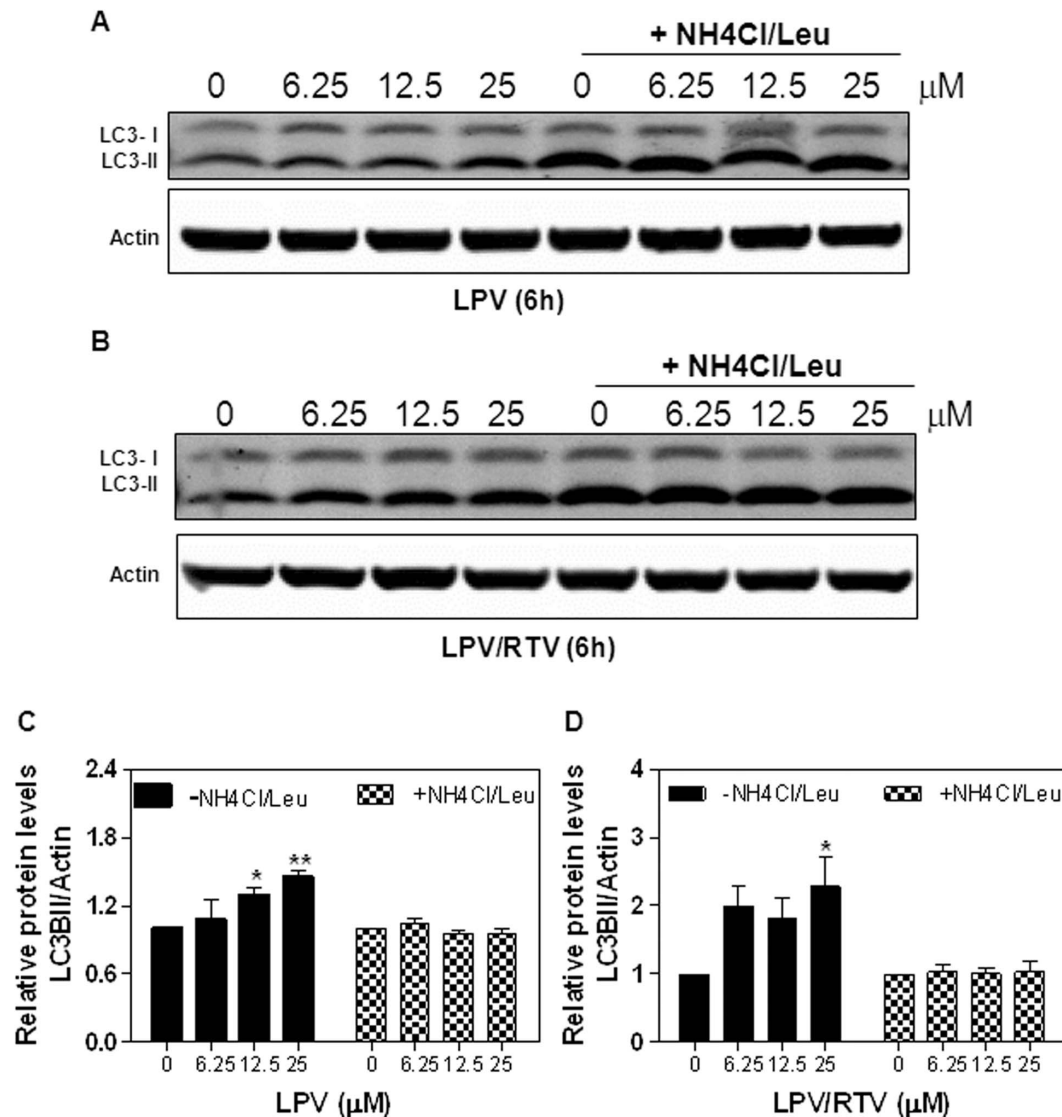 A
+ NH4Cl/Leu
0 6.25 12.5 25 0 6.25 12.5 25 µM
LC3- I
LC3-II
Actin
LPV (6h)
B
+ NH4Cl/Leu
0 6.25 12.5 25 0 6.25 12.5 25 µM
LC3- I
LC3-II
Actin
LPV/RTV (6h)
C
Relative protein levels
LC3BII/Actin
2.4
1.8
1.2
0.6
0.0
-NH4Cl/Leu +NH4Cl/Leu
* **
0 6.25 12.5 25 0 6.25 12.5 25
LPV (µM)
D
Relative protein levels
LC3BII/Actin
4
3
2
1
0
-NH4Cl/Leu +NH4Cl/Leu
*
0 6.25 12.5 25 0 6.25 12.5 25
LPV/RTV (µM)